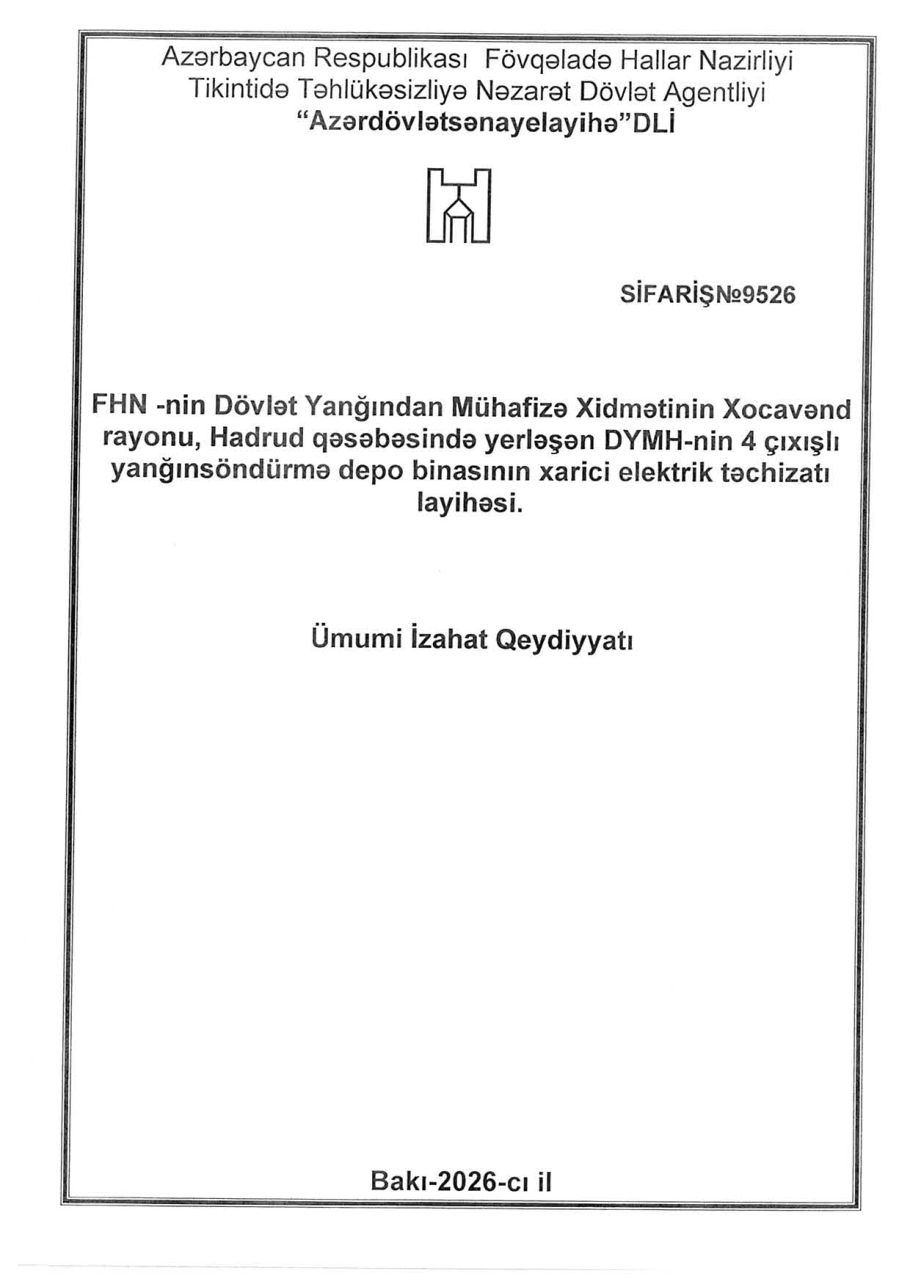 Azərbaycan Respublikası Fövqəladə Hallar Nazirliyi
Tikintidə Təhlükəsizliyə Nəzarət Dövlət Agentliyi
“Azərdövlətsənayelayihə”DLİ
SİFARİŞ№9526
FHN -nin Dövlət Yanğından Mühafizə Xidmətinin Xocavənd
rayonu, Hadrud qəsəbəsində yerləşən DYMH-nin 4 çıxışlı
yanğınsöndürmə depo binasının xarici elektrik təchizatı
layihəsi.
Ümumi İzahat Qeydiyyatı
Bakı-2026-cı il